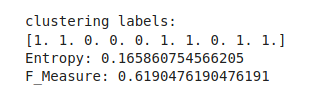 clustering labels:
[1. 1. 0. 0. 0. 1. 1. 0. 1. 1.]
Entropy: 0.165860754566205
F_Measure: 0.6190476190476191